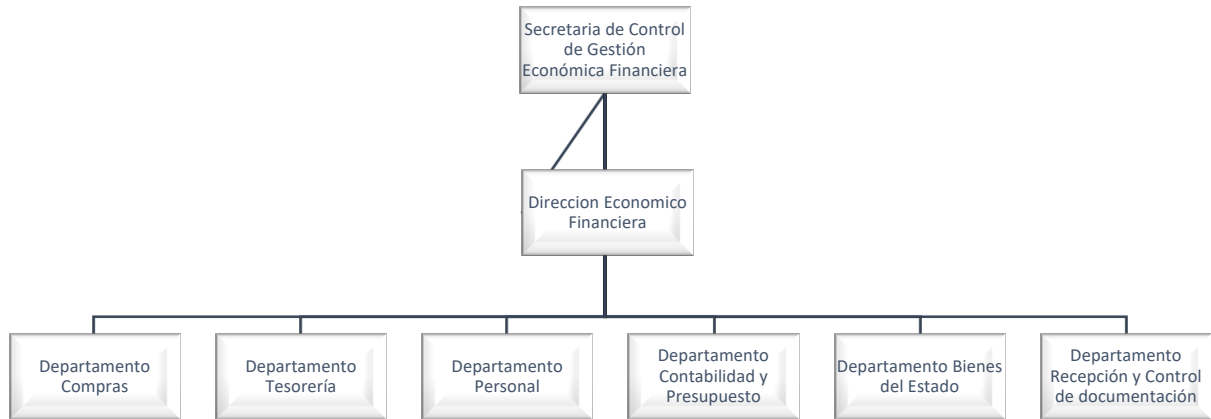 Secretaria de Control
de Gestión
Económica Financiera
Direccion Economico
Financiera
Departamento
Compras
Departamento
Tesorería
Departamento
Personal
Departamento
Contabilidad y
Presupuesto
Departamento Bienes
del Estado
Departamento
Recepción y Control
de documentación